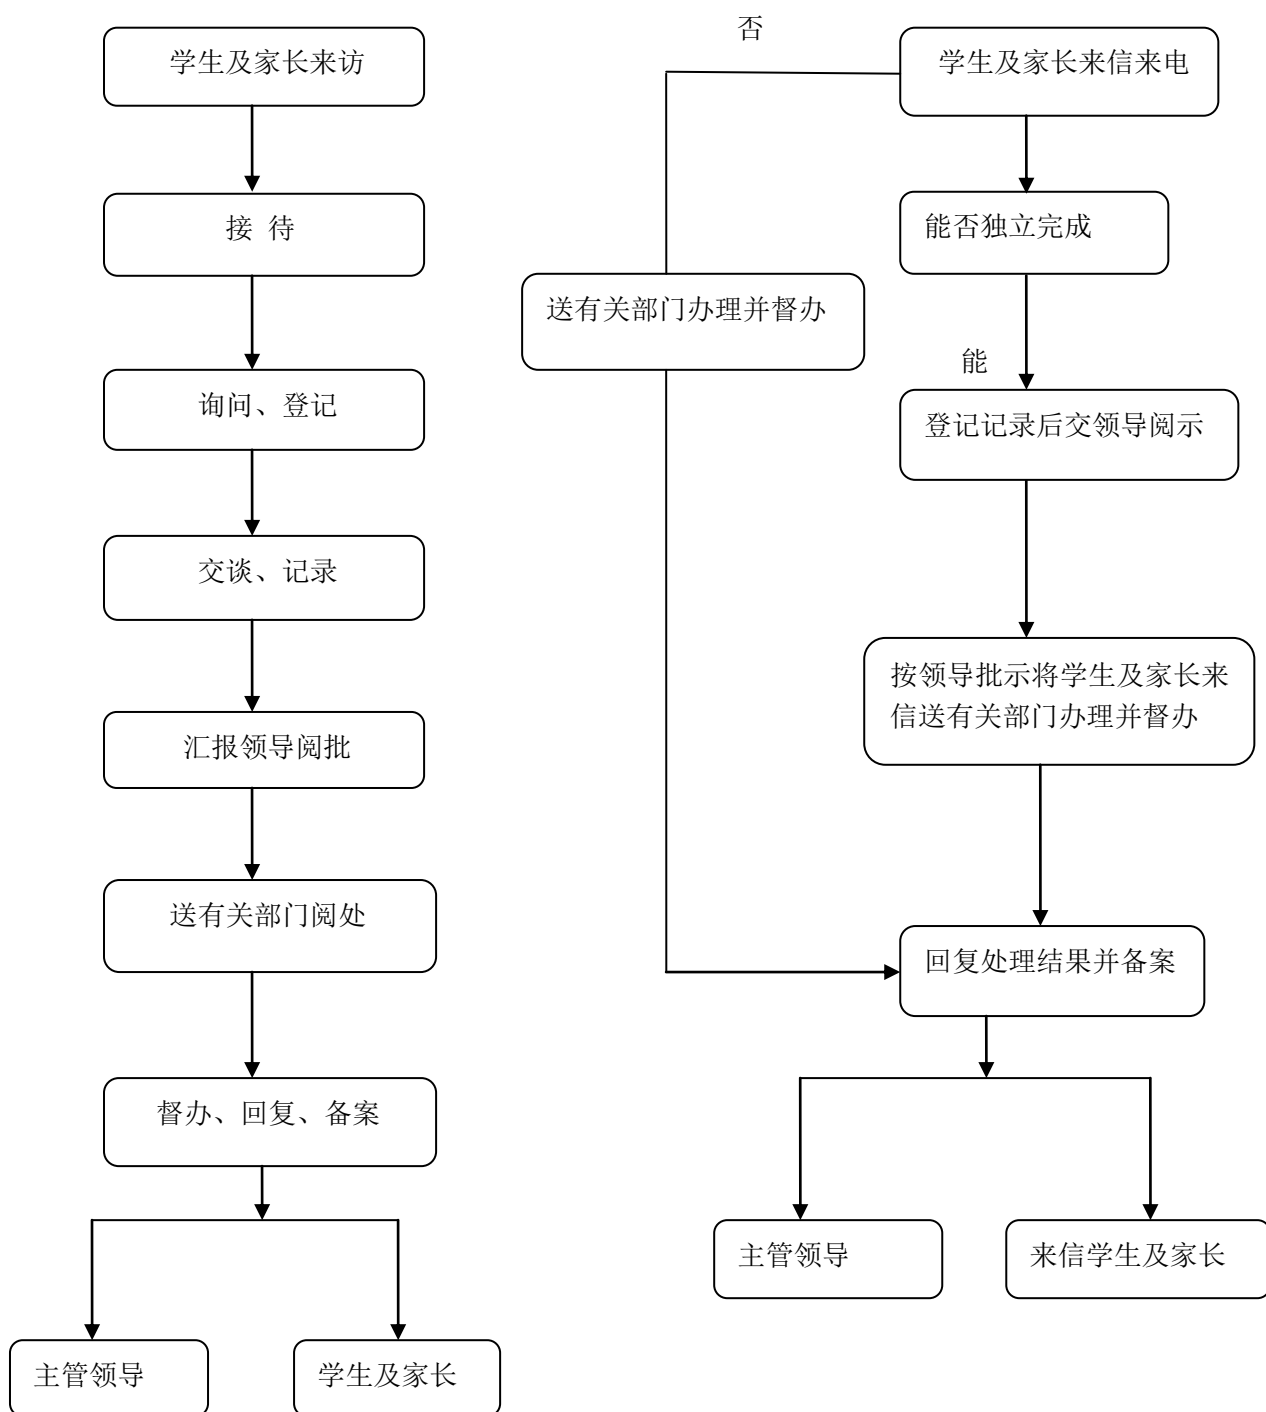 学生及家长来访
接 待
询问、登记
交谈、记录
汇报领导阅批
送有关部门阅处
督办、回复、备案
主管领导
学生及家长
否
学生及家长来信来电
能否独立完成
送有关部门办理并督办
能
登记记录后交领导阅示
按领导批示将学生及家长来
信送有关部门办理并督办
回复处理结果并备案
主管领导
来信学生及家长